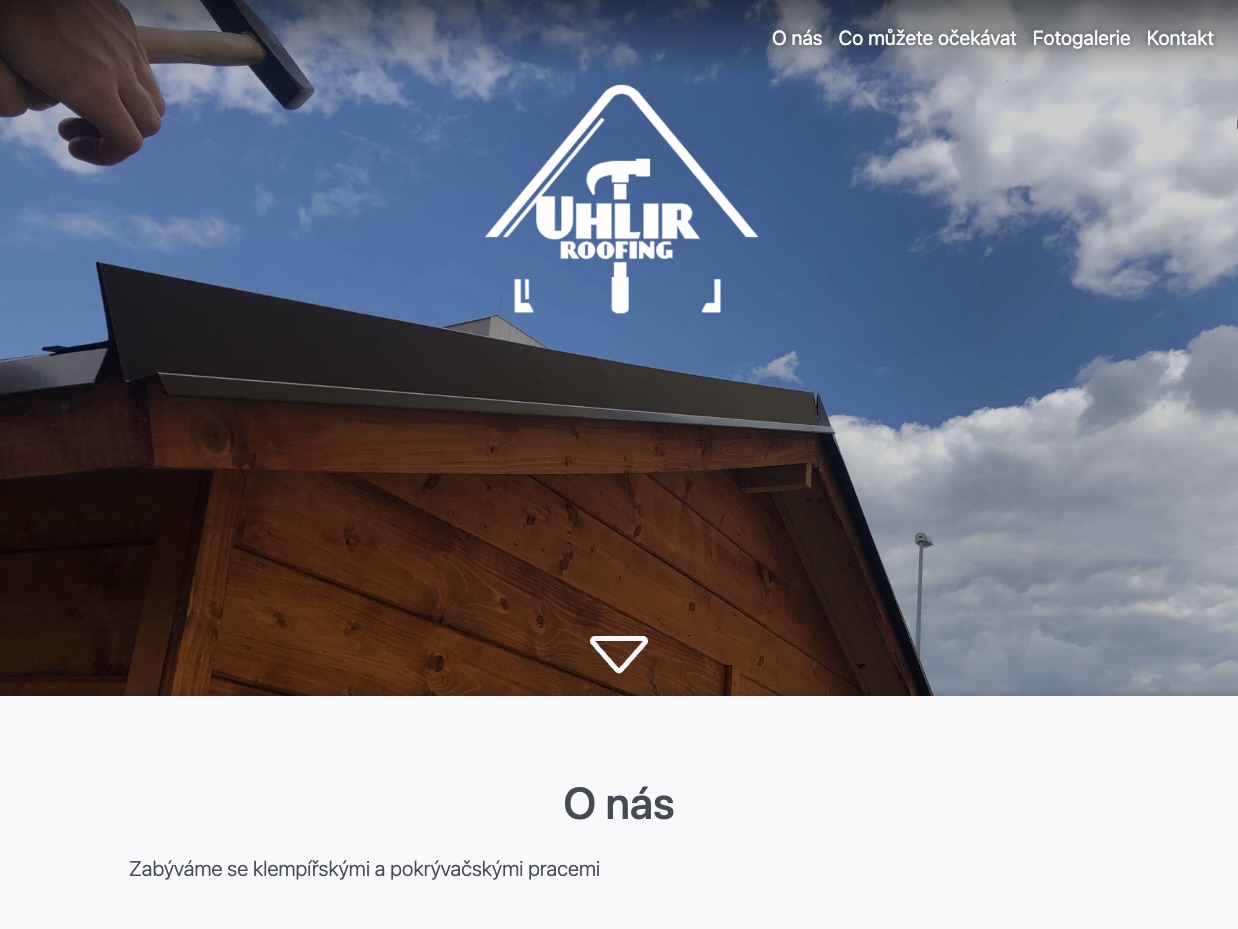 O nás Co můžete očekávat Fotogalerie Kontakt
UHLIR
ROOFING
O nás
Zabýváme se klempířskými a pokrývačskými pracemi